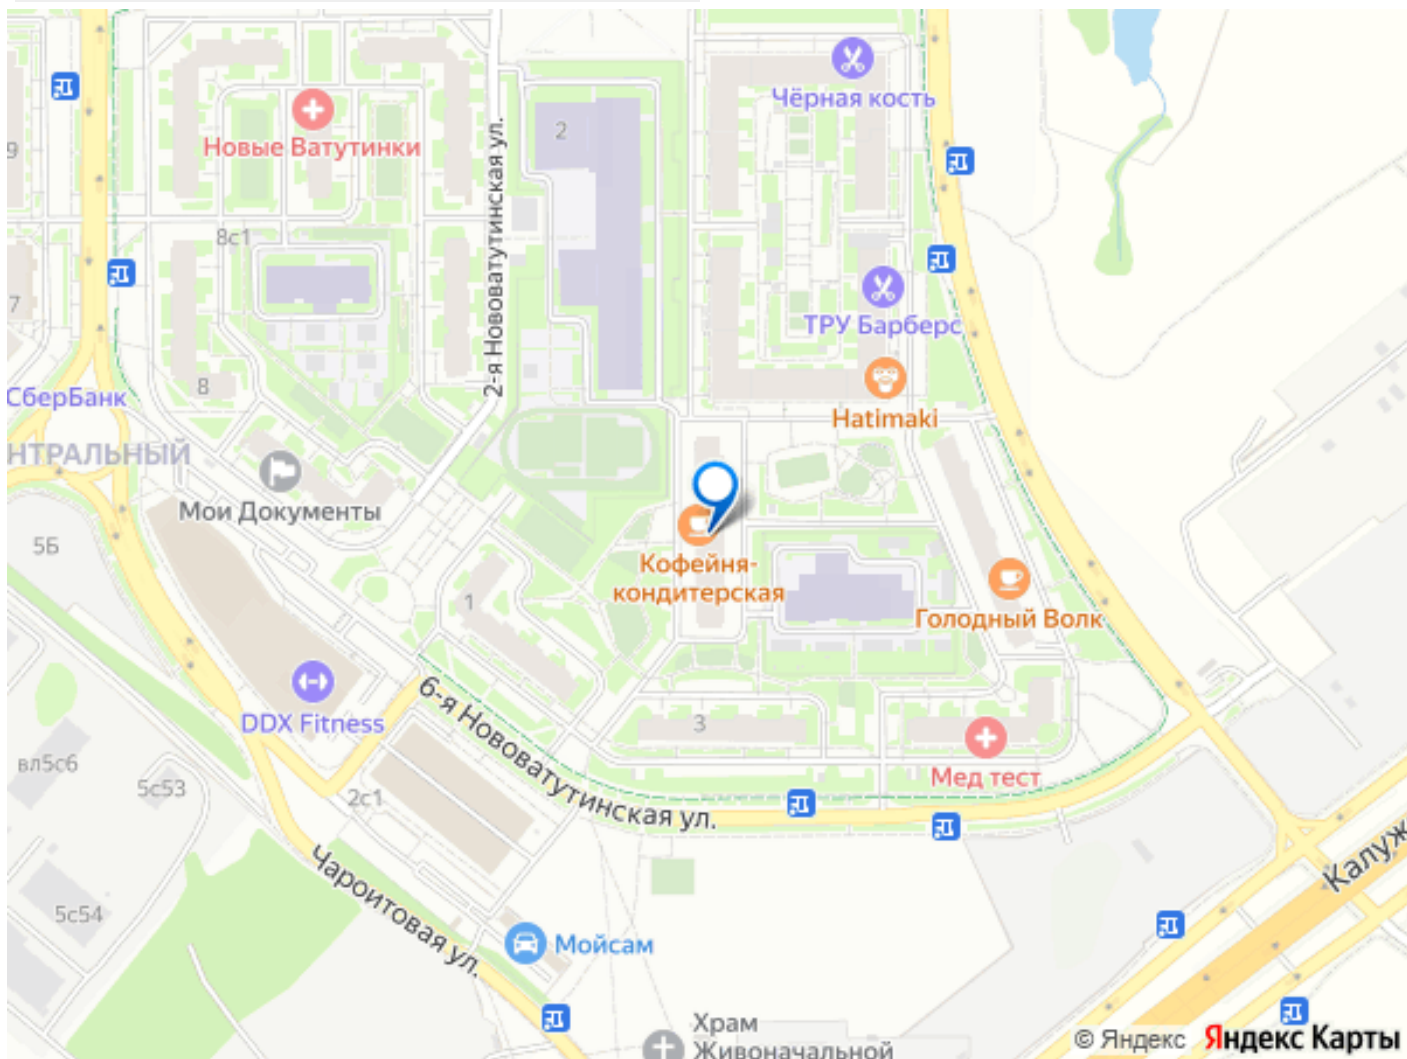 Чёрная кость
2
Новые Ватутинки
9
2-я Нововатутинская ул.
8с1
7
ТРУ Барберс
8
СберБанк
Hatimaki
НТРАЛЬНЫЙ
Мои Документы
5Б
Кофейня-
кондитерская
1
Голодный Волк
DDX Fitness
6-я Нововатутинская ул.
3
вл5с6
5с53
2с1
Мед тест
Чароитовая ул.
Калуж
5с54
Мойсам
Храм
Живоначальной
© Яндекс Яндекс Карты